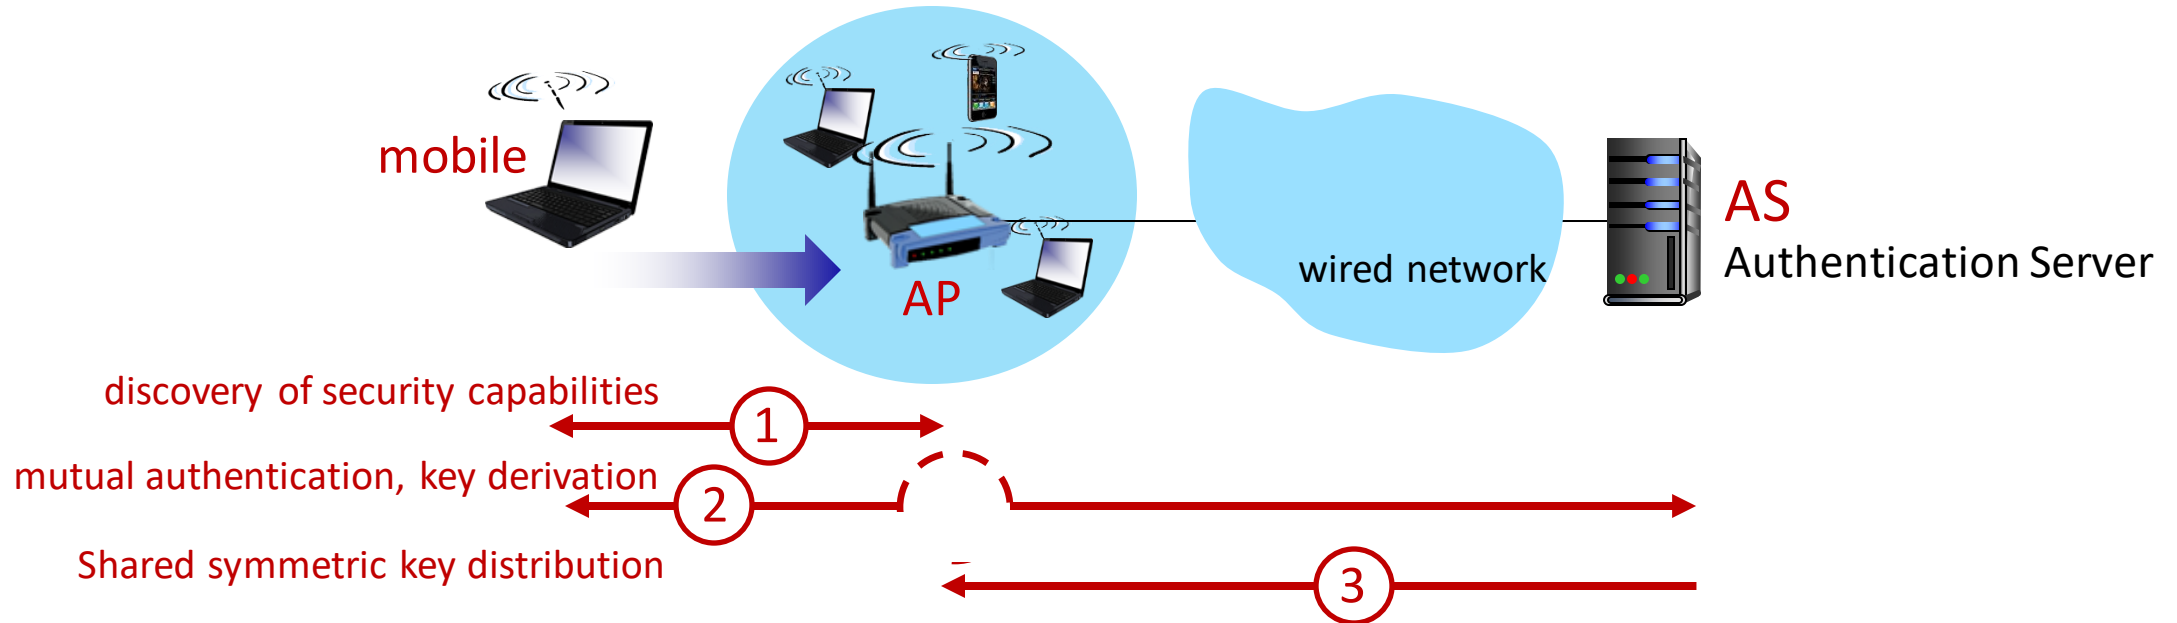 mobile
AP
wired network
AS
Authentication Server
discovery of security capabilities
1
mutual authentication, key derivation
2
Shared symmetric key distribution
3